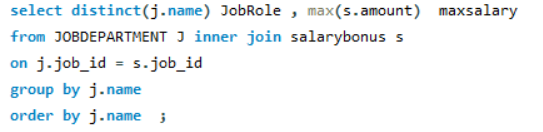 select distinct(j.name) JobRole , max(s.amount)  maxsalary
from JOBDEPARTMENT J inner join salarybonus s
on j.job_id = s.job_id
group by j.name
order by j.name  ;